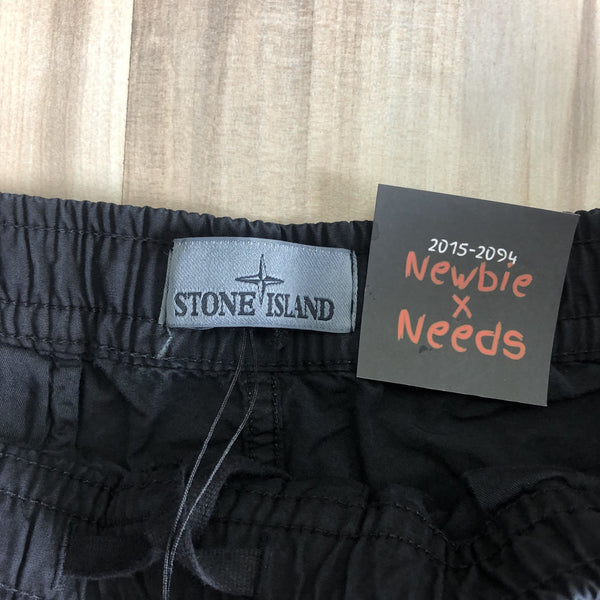 STONE ISLAND
2015-2094
Newbie
x
Needs